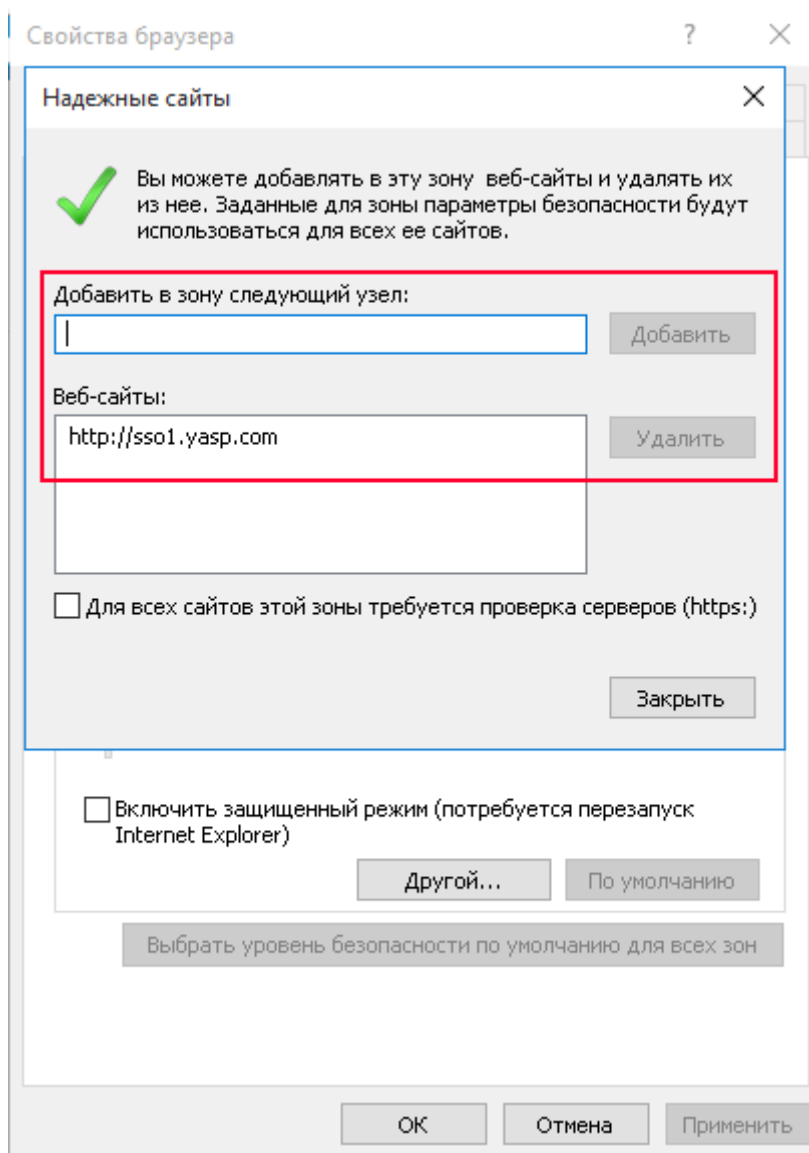 Свойства браузера
?
Надежные сайты
Вы можете добавлять в эту зону веб-сайты и удалять их
из нее. Заданные для зоны параметры безопасности будут
использоваться для всех ее сайтов.
Добавить в зону следующий узел:
Добавить
Веб-сайты:
http://sso1.yasp.com
Удалить
Для всех сайтов этой зоны требуется проверка серверов (https:)
Закрыть
Включить защищенный режим (потребуется перезапуск
Internet Explorer)
Другой...
По умолчанию
Выбрать уровень безопасности по умолчанию для всех зон
ОК
Отмена
Применить